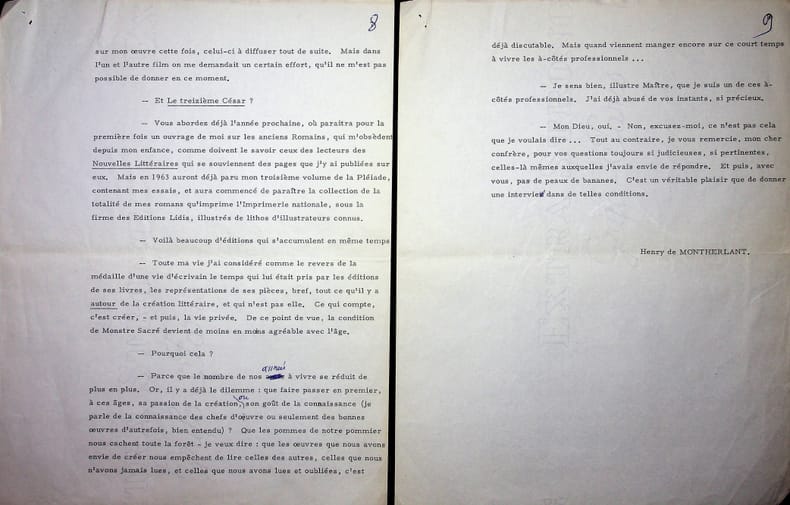 8
sur mon œuvre cette fois, celui-ci à diffuser tout de suite. Mais dans
l'un et l'autre film on me demandait un certain effort, qu'il ne m'est pas
possible de donner en ce moment.
— Et Le treizième César ?
— Vous abordez déjà l'année prochaine, où paraîtra pour la
première fois un ouvrage de moi sur les anciens Romains, qui m'obsèdent
depuis mon enfance, comme doivent le savoir ceux des lecteurs des
Nouvelles Littéraires qui se souviennent des pages que j'y ai publiées sur
eux. Mais en 1963 auront déjà paru mon troisième volume de la Pléiade,
contenant mes essais, et aura commencé de paraître la collection de la
totalité de mes romans qu'imprime l'Imprimerie nationale, sous la
firme des Editions Lidis, illustrés de lithos d'illustrateurs connus.
— Voilà beaucoup d'éditions qui s'accumulent en même temps
— Toute ma vie j'ai considéré comme le revers de la
médaille d'une vie d'écrivain le temps qui lui était pris par les éditions
de ses livres, les représentations de ses pièces, bref, tout ce qu'il y a
autour de la création littéraire, et qui n'est pas elle. Ce qui compte,
c'est créer, - et puis, la vie privée. De ce point de vue, la condition
de Monstre Sacré devient de moins en moins agréable avec l'âge.
— Pourquoi cela ?
— Parce que le nombre de nos années à vivre se réduit de
plus en plus. Or, il y a déjà le dilemme : que faire passer en premier,
à ces âges, sa passion de la création, ou son goût de la connaissance (je
parle de la connaissance des chefs d'œuvre ou seulement des bonnes
œuvres d'autrefois, bien entendu) ? Que les pommes de notre pommier
nous cachent toute la forêt - je veux dire : que les œuvres que nous avons
envie de créer nous empêchent de lire celles des autres, celles que nous
n'avons jamais lues, et celles que nous avons lues et oubliées, c'est
9
déjà discutable. Mais quand viennent manger encore sur ce court temps
à vivre les à-côtés professionnels ...
— Je sens bien, illustre Maître, que je suis un de ces à-
côtés professionnels. J'ai déjà abusé de vos instants, si précieux.
— Mon Dieu, oui. - Non, excusez-moi, ce n'est pas cela
que je voulais dire ... Tout au contraire, je vous remercie, mon cher
confrère, pour vos questions toujours si judicieuses, si pertinentes,
celles-là mêmes auxquelles j'avais envie de répondre. Et puis, avec
vous, pas de peaux de bananes. C'est un véritable plaisir que de donner
une interview dans de telles conditions.
Henry de MONTHERLANT.